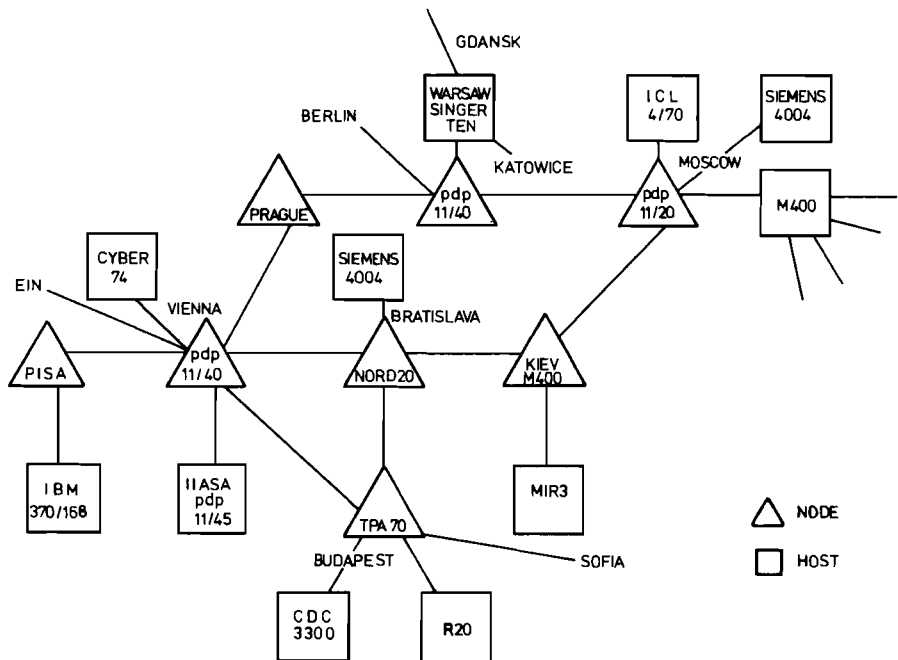 GDANSK
WARSAW
SINGER
TEN
ICL
4/70
SIEMENS
4004
BERLIN
KATOWICE
MOSCOW
PRAGUE
pdp
11/40
pdp
11/20
M400
CYBER
74
SIEMENS
4004
EIN
VIENNA
BRATISLAVA
PISA
pdp
11/40
NORD20
KIEV
M400
IBM
370/168
IIASA
pdp
11/45
TPA70
MIR3
NODE
BUDAPEST
SOFIA
HOST
CDC
3300
R20